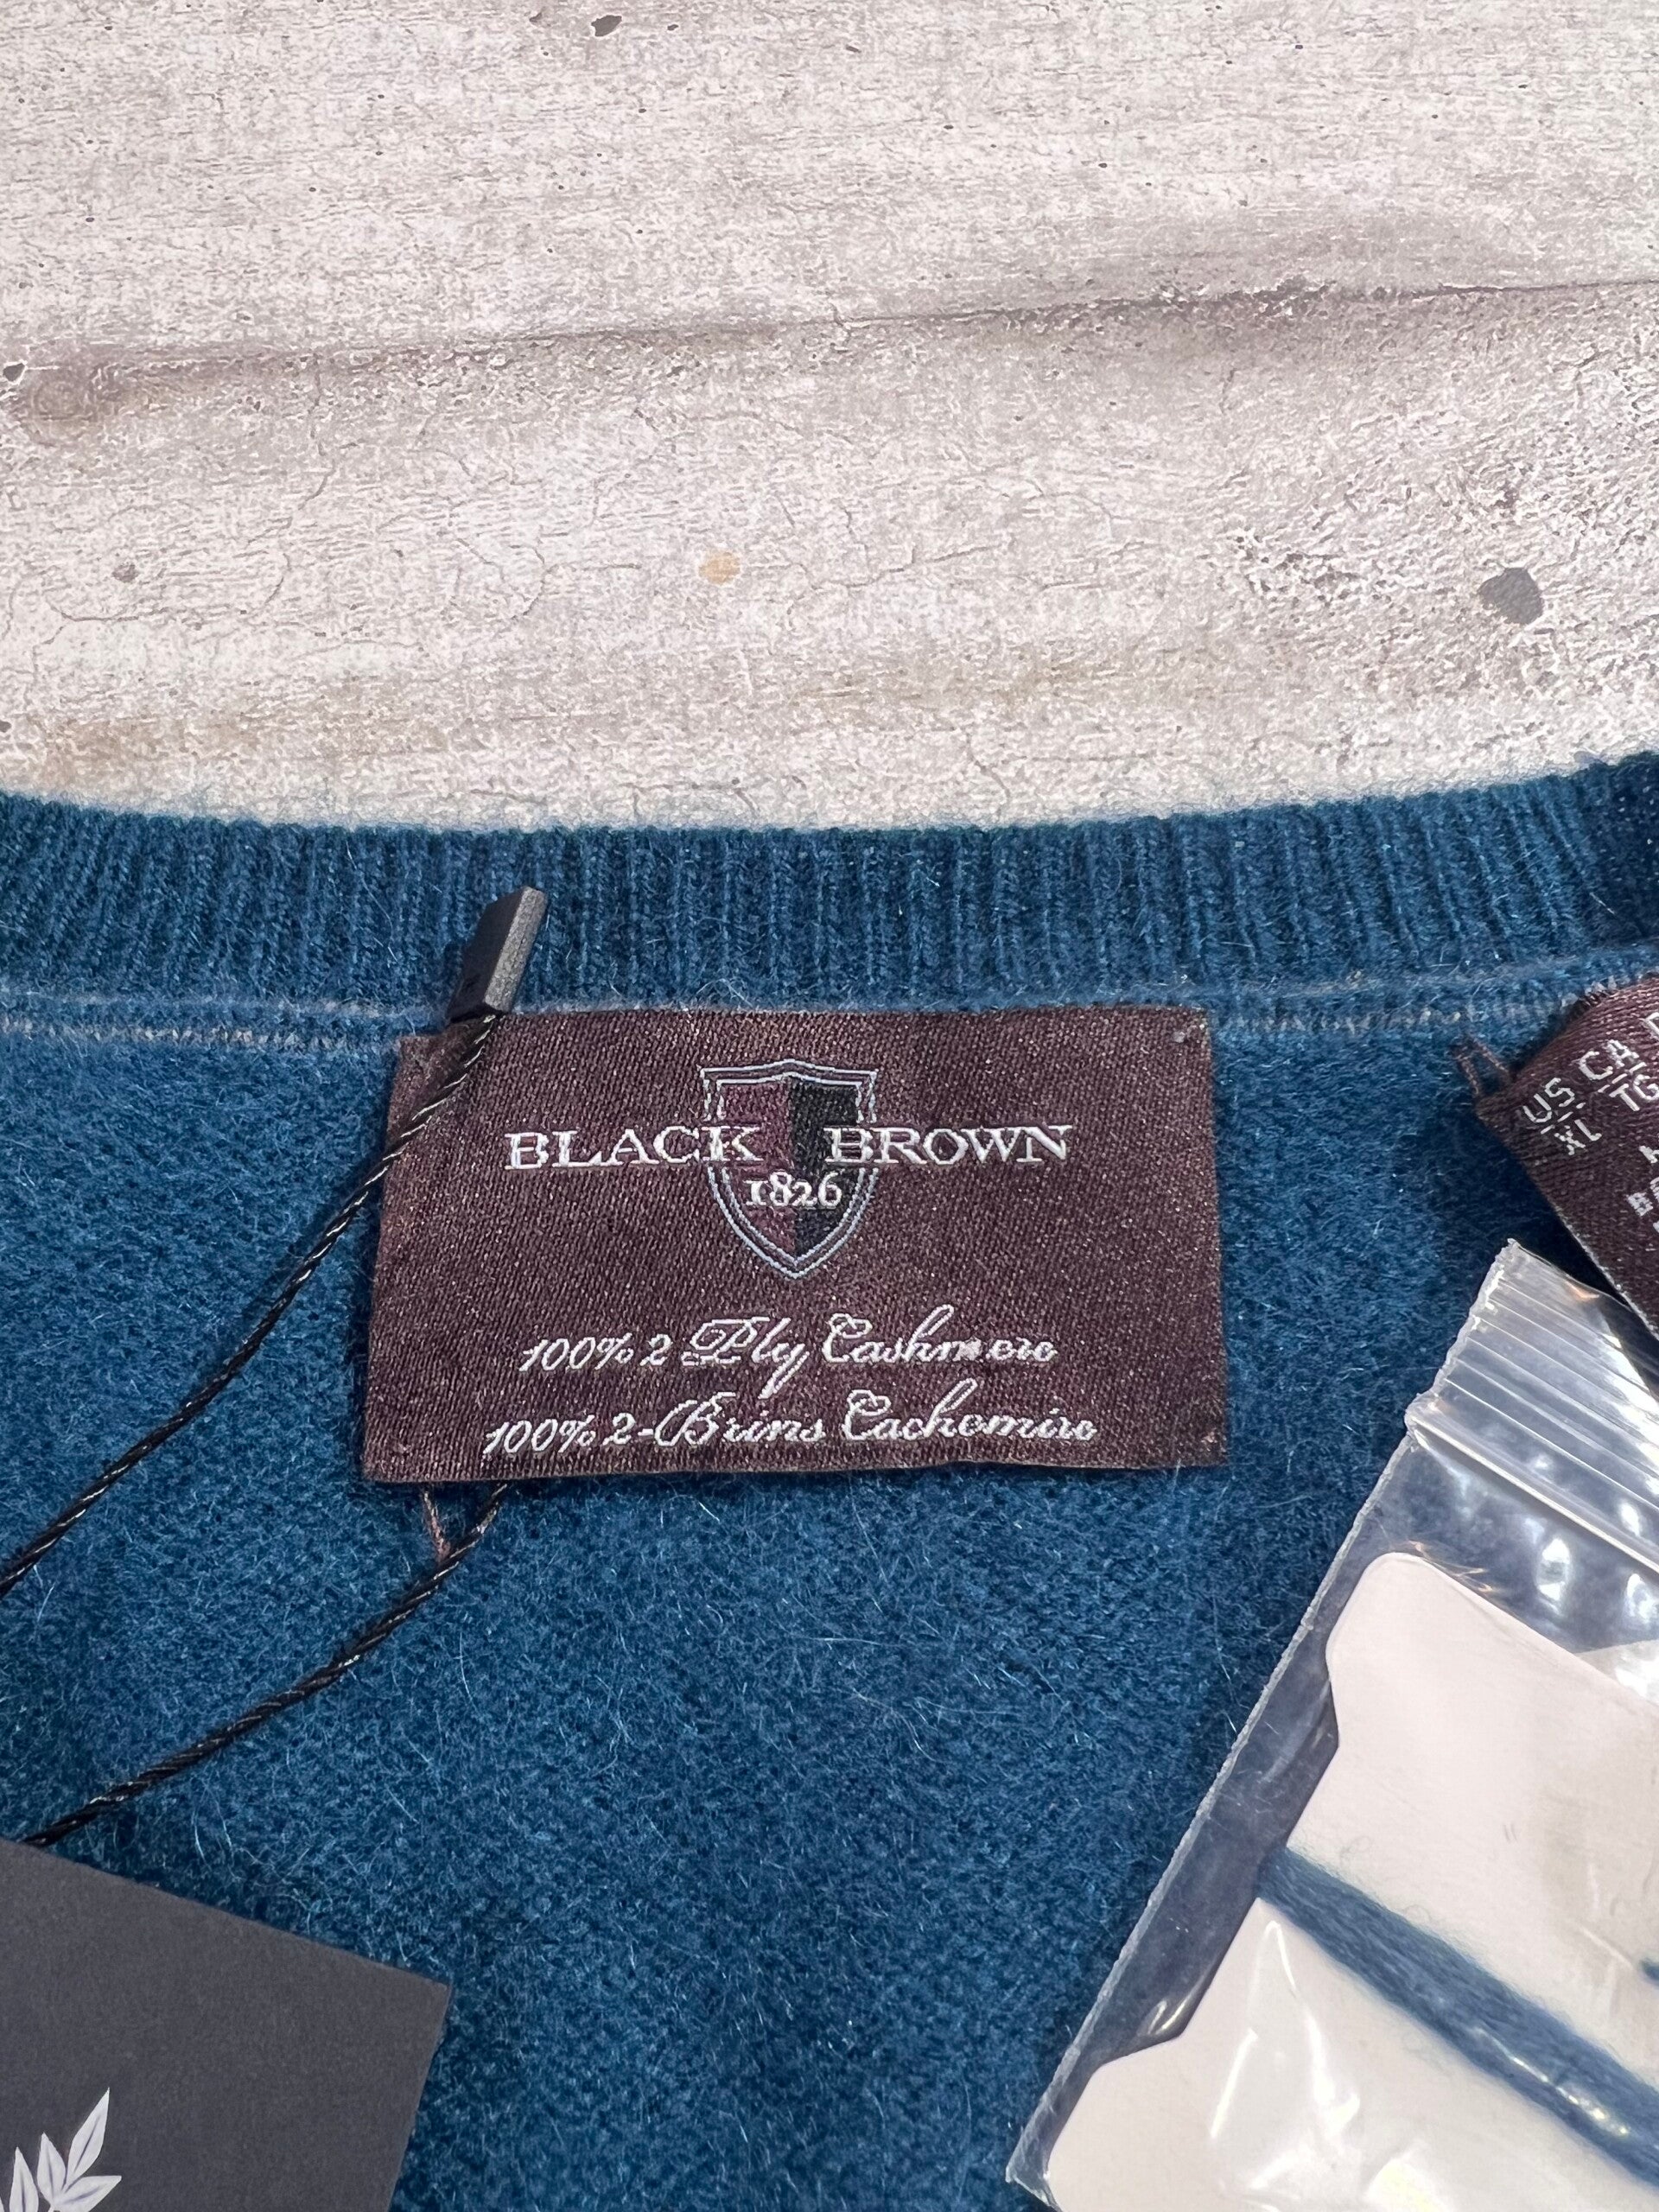 BLACK BROWN
1826
100% 2 Ply Cashmere
100% 2-Brins Cachemire
US CA
XL TG